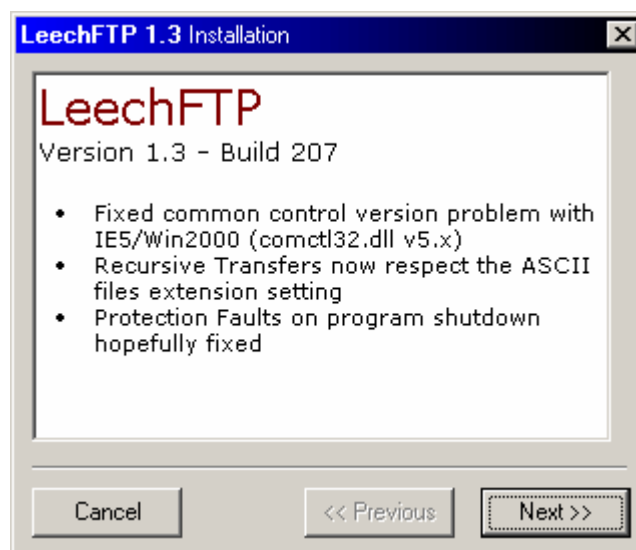 LeechFTP 1.3 Installation
LeechFTP
Version 1.3 - Build 207
• Fixed common control version problem with
IE5/Win2000 (comctl32.dll v5.x)
• Recursive Transfers now respect the ASCII
files extension setting
• Protection Faults on program shutdown
hopefully fixed
Cancel
<< Previous
Next >>